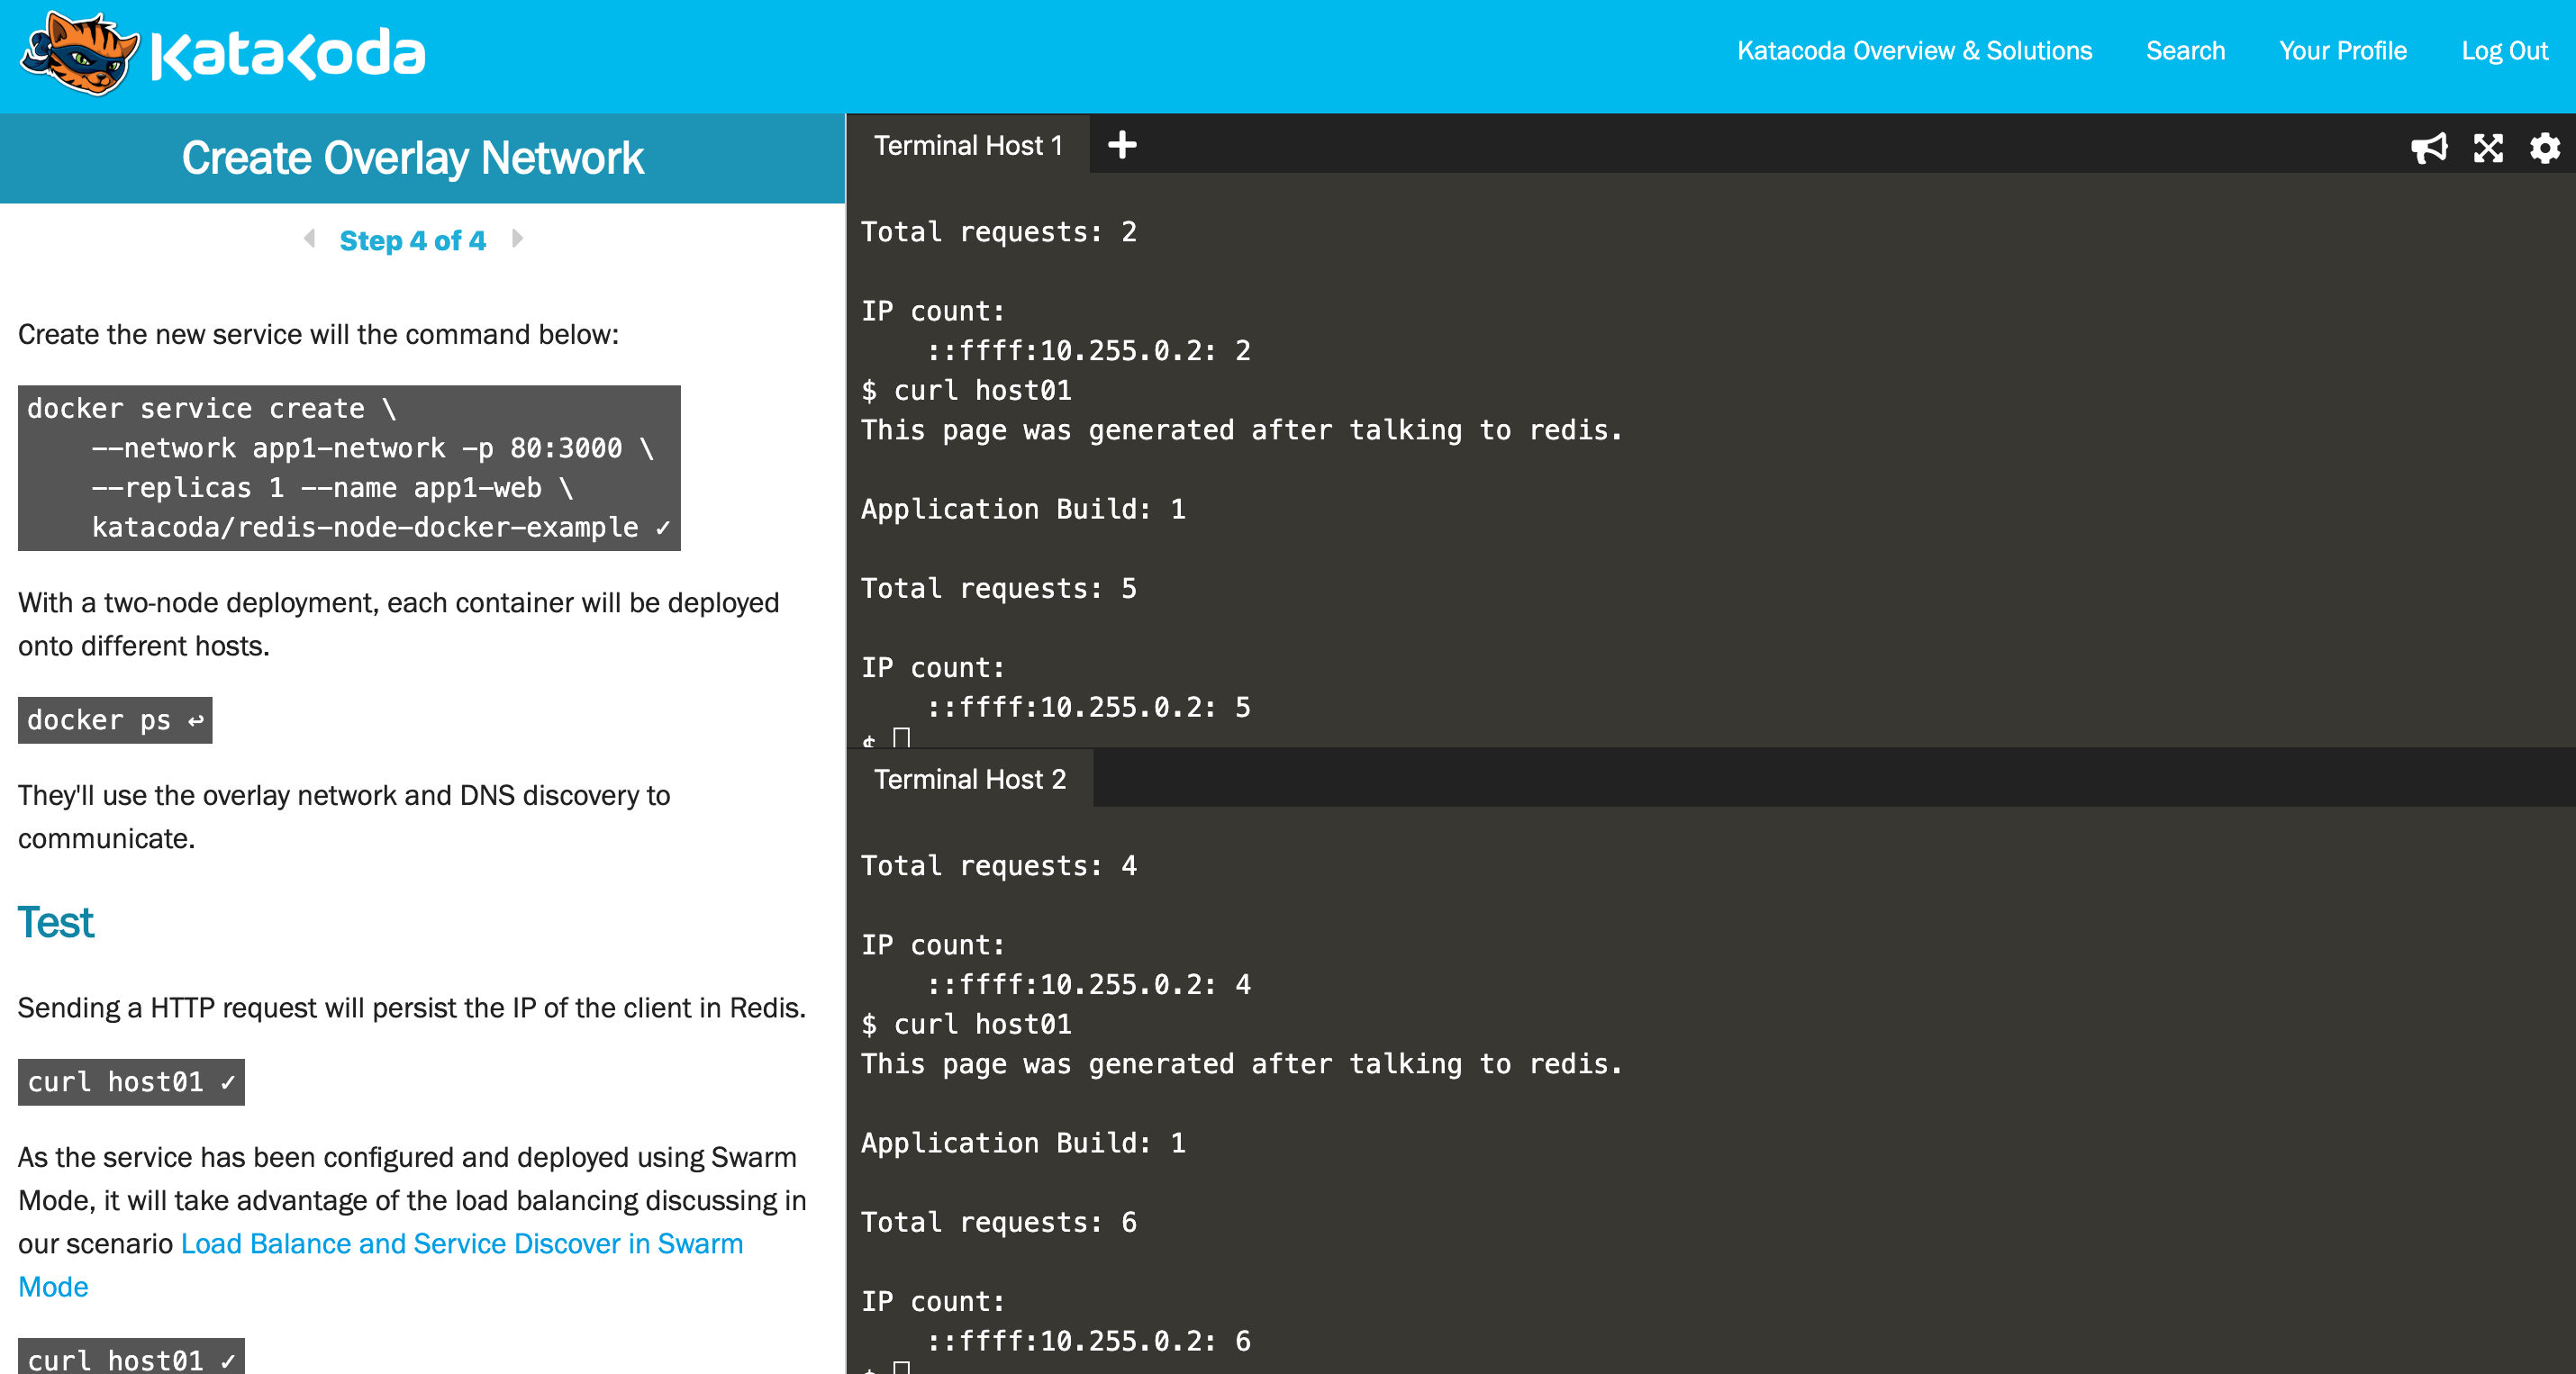 Katacoda
Katacoda Overview & Solutions
Search
Your Profile
Log Out
Create Overlay Network
Step 4 of 4
Create the new service will the command below:
docker service create \
--network app1-network -p 80:3000 \
--replicas 1 --name app1-web \
katacoda/redis-node-docker-example ✓
With a two-node deployment, each container will be deployed
onto different hosts.
docker ps ↩
They'll use the overlay network and DNS discovery to
communicate.
Test
Sending a HTTP request will persist the IP of the client in Redis.
curl host01 ✓
As the service has been configured and deployed using Swarm
Mode, it will take advantage of the load balancing discussing in
our scenario Load Balance and Service Discover in Swarm
Mode
curl host01 ✓
Terminal Host 1
Total requests: 2
IP count:
::ffff:10.255.0.2: 2
$ curl host01
This page was generated after talking to redis.
Application Build: 1
Total requests: 5
IP count:
::ffff:10.255.0.2: 5
$
Terminal Host 2
Total requests: 4
IP count:
::ffff:10.255.0.2: 4
$ curl host01
This page was generated after talking to redis.
Application Build: 1
Total requests: 6
IP count:
::ffff:10.255.0.2: 6